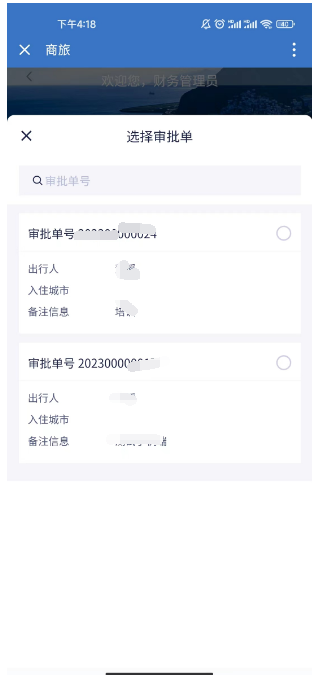 下午4:18
商旅
欢迎您，财务管理员
选择审批单
审批单号
审批单号
出行人
入住城市
备注信息
审批单号
出行人
入住城市
备注信息